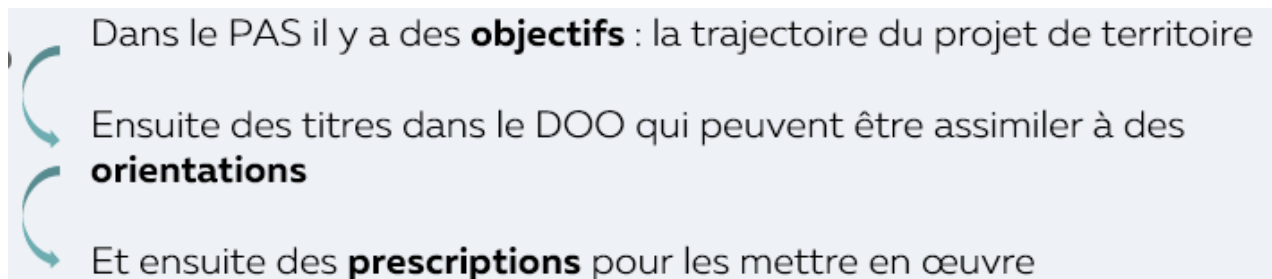 Dans le PAS il y a des objectifs : la trajectoire du projet de territoire
Ensuite des titres dans le DOO qui peuvent être assimiler à des
orientations
Et ensuite des prescriptions pour les mettre en œuvre